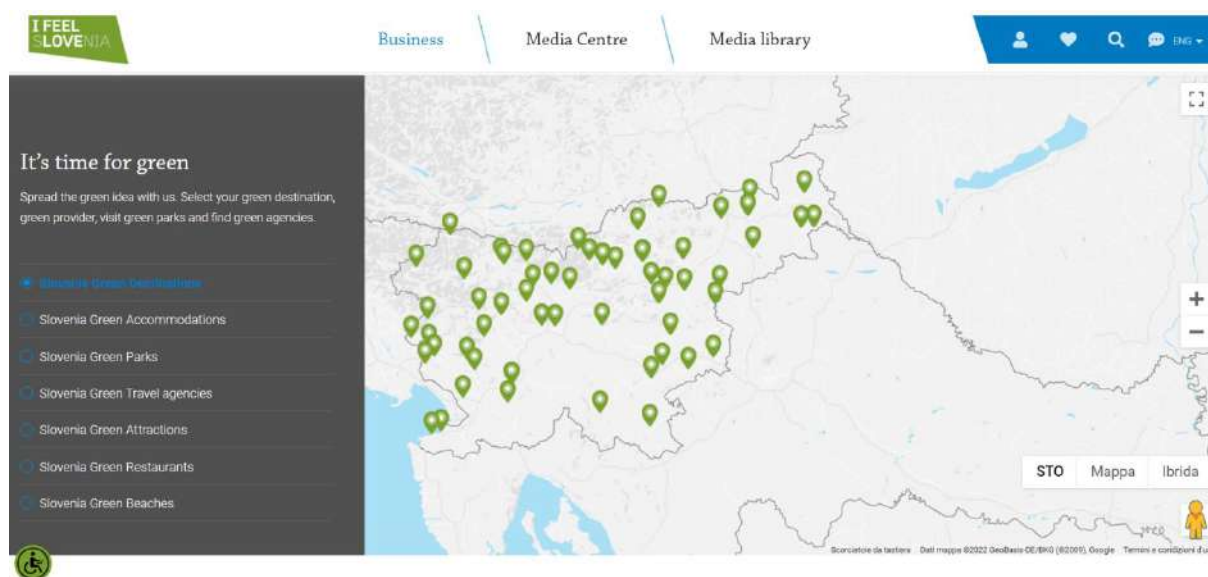 I FEEL
SLOVENIA
Business
Media Centre
Media library
ENG
It's time for green
Spread the green idea with us. Select your green destination,
green provider, visit green parks and find green agencies.
Slovenia Green Destinations
Slovenia Green Accommodations
Slovenia Green Parks
Slovenia Green Travel agencies
Slovenia Green Attractions
Slovenia Green Restaurants
Slovenia Green Beaches
+
−
STO
Mappa
Ibrida
Scorciatoie da tastiera
Dati mappa ©2022 GeoBasis-DE/BKG (©2009), Google
Termini e condizioni d'u